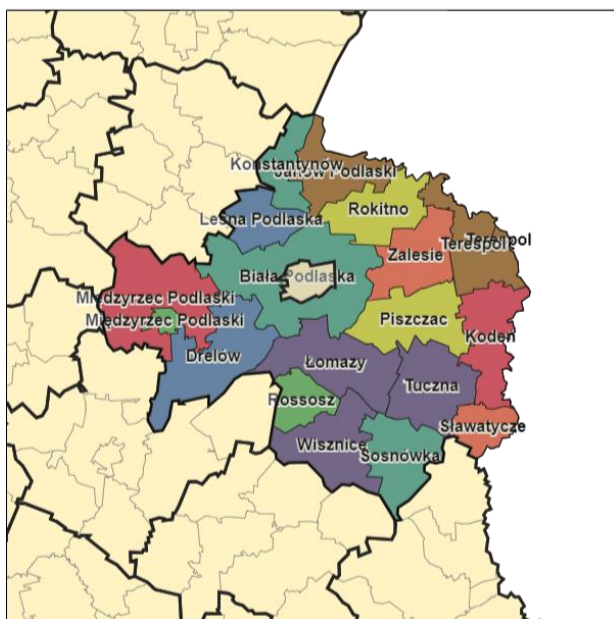 Konstantynów
Janów Podlaski
Rokitno
Leśna Podlaska
Terespol
Terespol
Zalesie
Biała Podlaska
Międzyrzec Podlaski
Międzyrzec Podlaski
Piszczac
Kodeń
Drelów
Łomazy
Tuczna
Rossosz
Sławatycze
Wisznice
Sosnówka